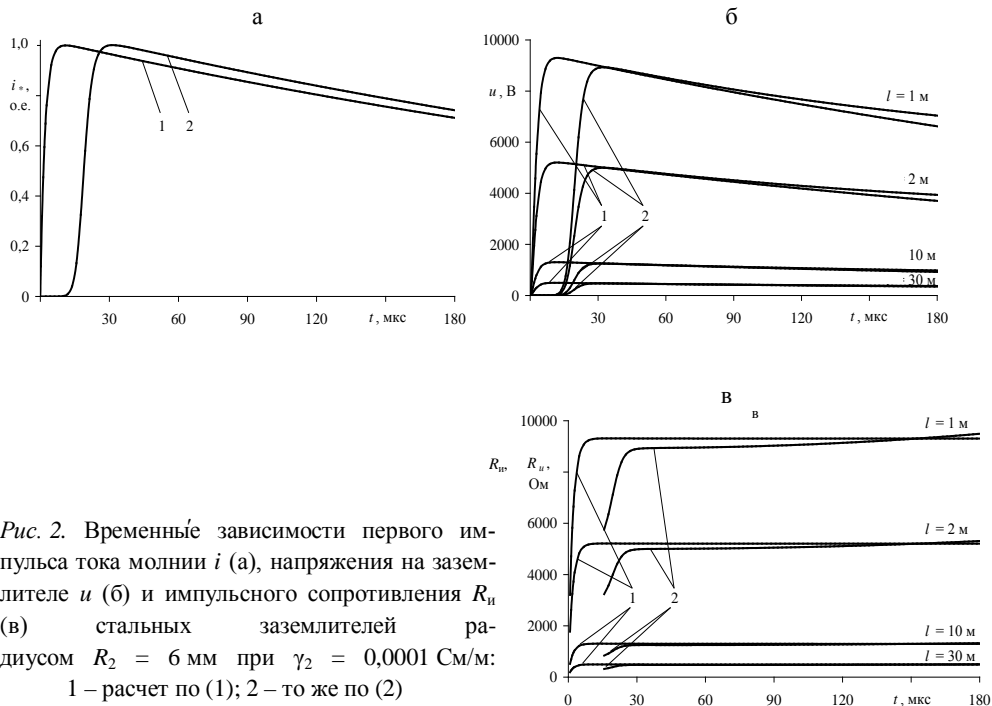 а
1,0
i*,
о.е.
0,6
0,2
0
1 2
30 60 90 120 t, мкс 180
б
10000
u, В
6000
4000
2000
0
l = 1 м
2 м
10 м
30 м
1 2
30 60 90 120 t, мкс 180
в
в
10000
Rи, Rи,
Ом
6000
4000
2000
0
l = 1 м
l = 2 м
l = 10 м
l = 30 м
1 2
0 30 60 90 120 t, мкс 180
Рис. 2. Временны́е зависимости первого им-
пульса тока молнии i (а), напряжения на зазем-
лителе u (б) и импульсного сопротивления Rи
(в) стальных заземлителей ра-
диусом R2 = 6 мм при γ2 = 0,0001 См/м:
1 – расчет по (1); 2 – то же по (2)